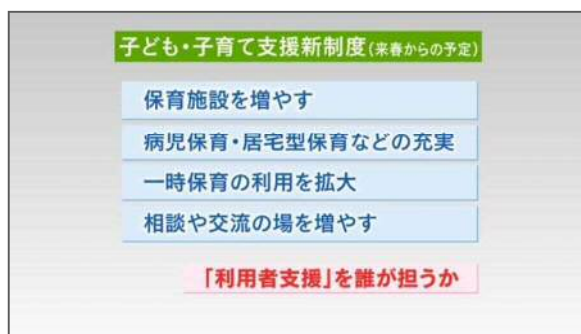 子ども・子育て支援新制度(来春からの予定)
保育施設を増やす
病児保育・居宅型保育などの充実
一時保育の利用を拡大
相談や交流の場を増やす
「利用者支援」を誰が担うか